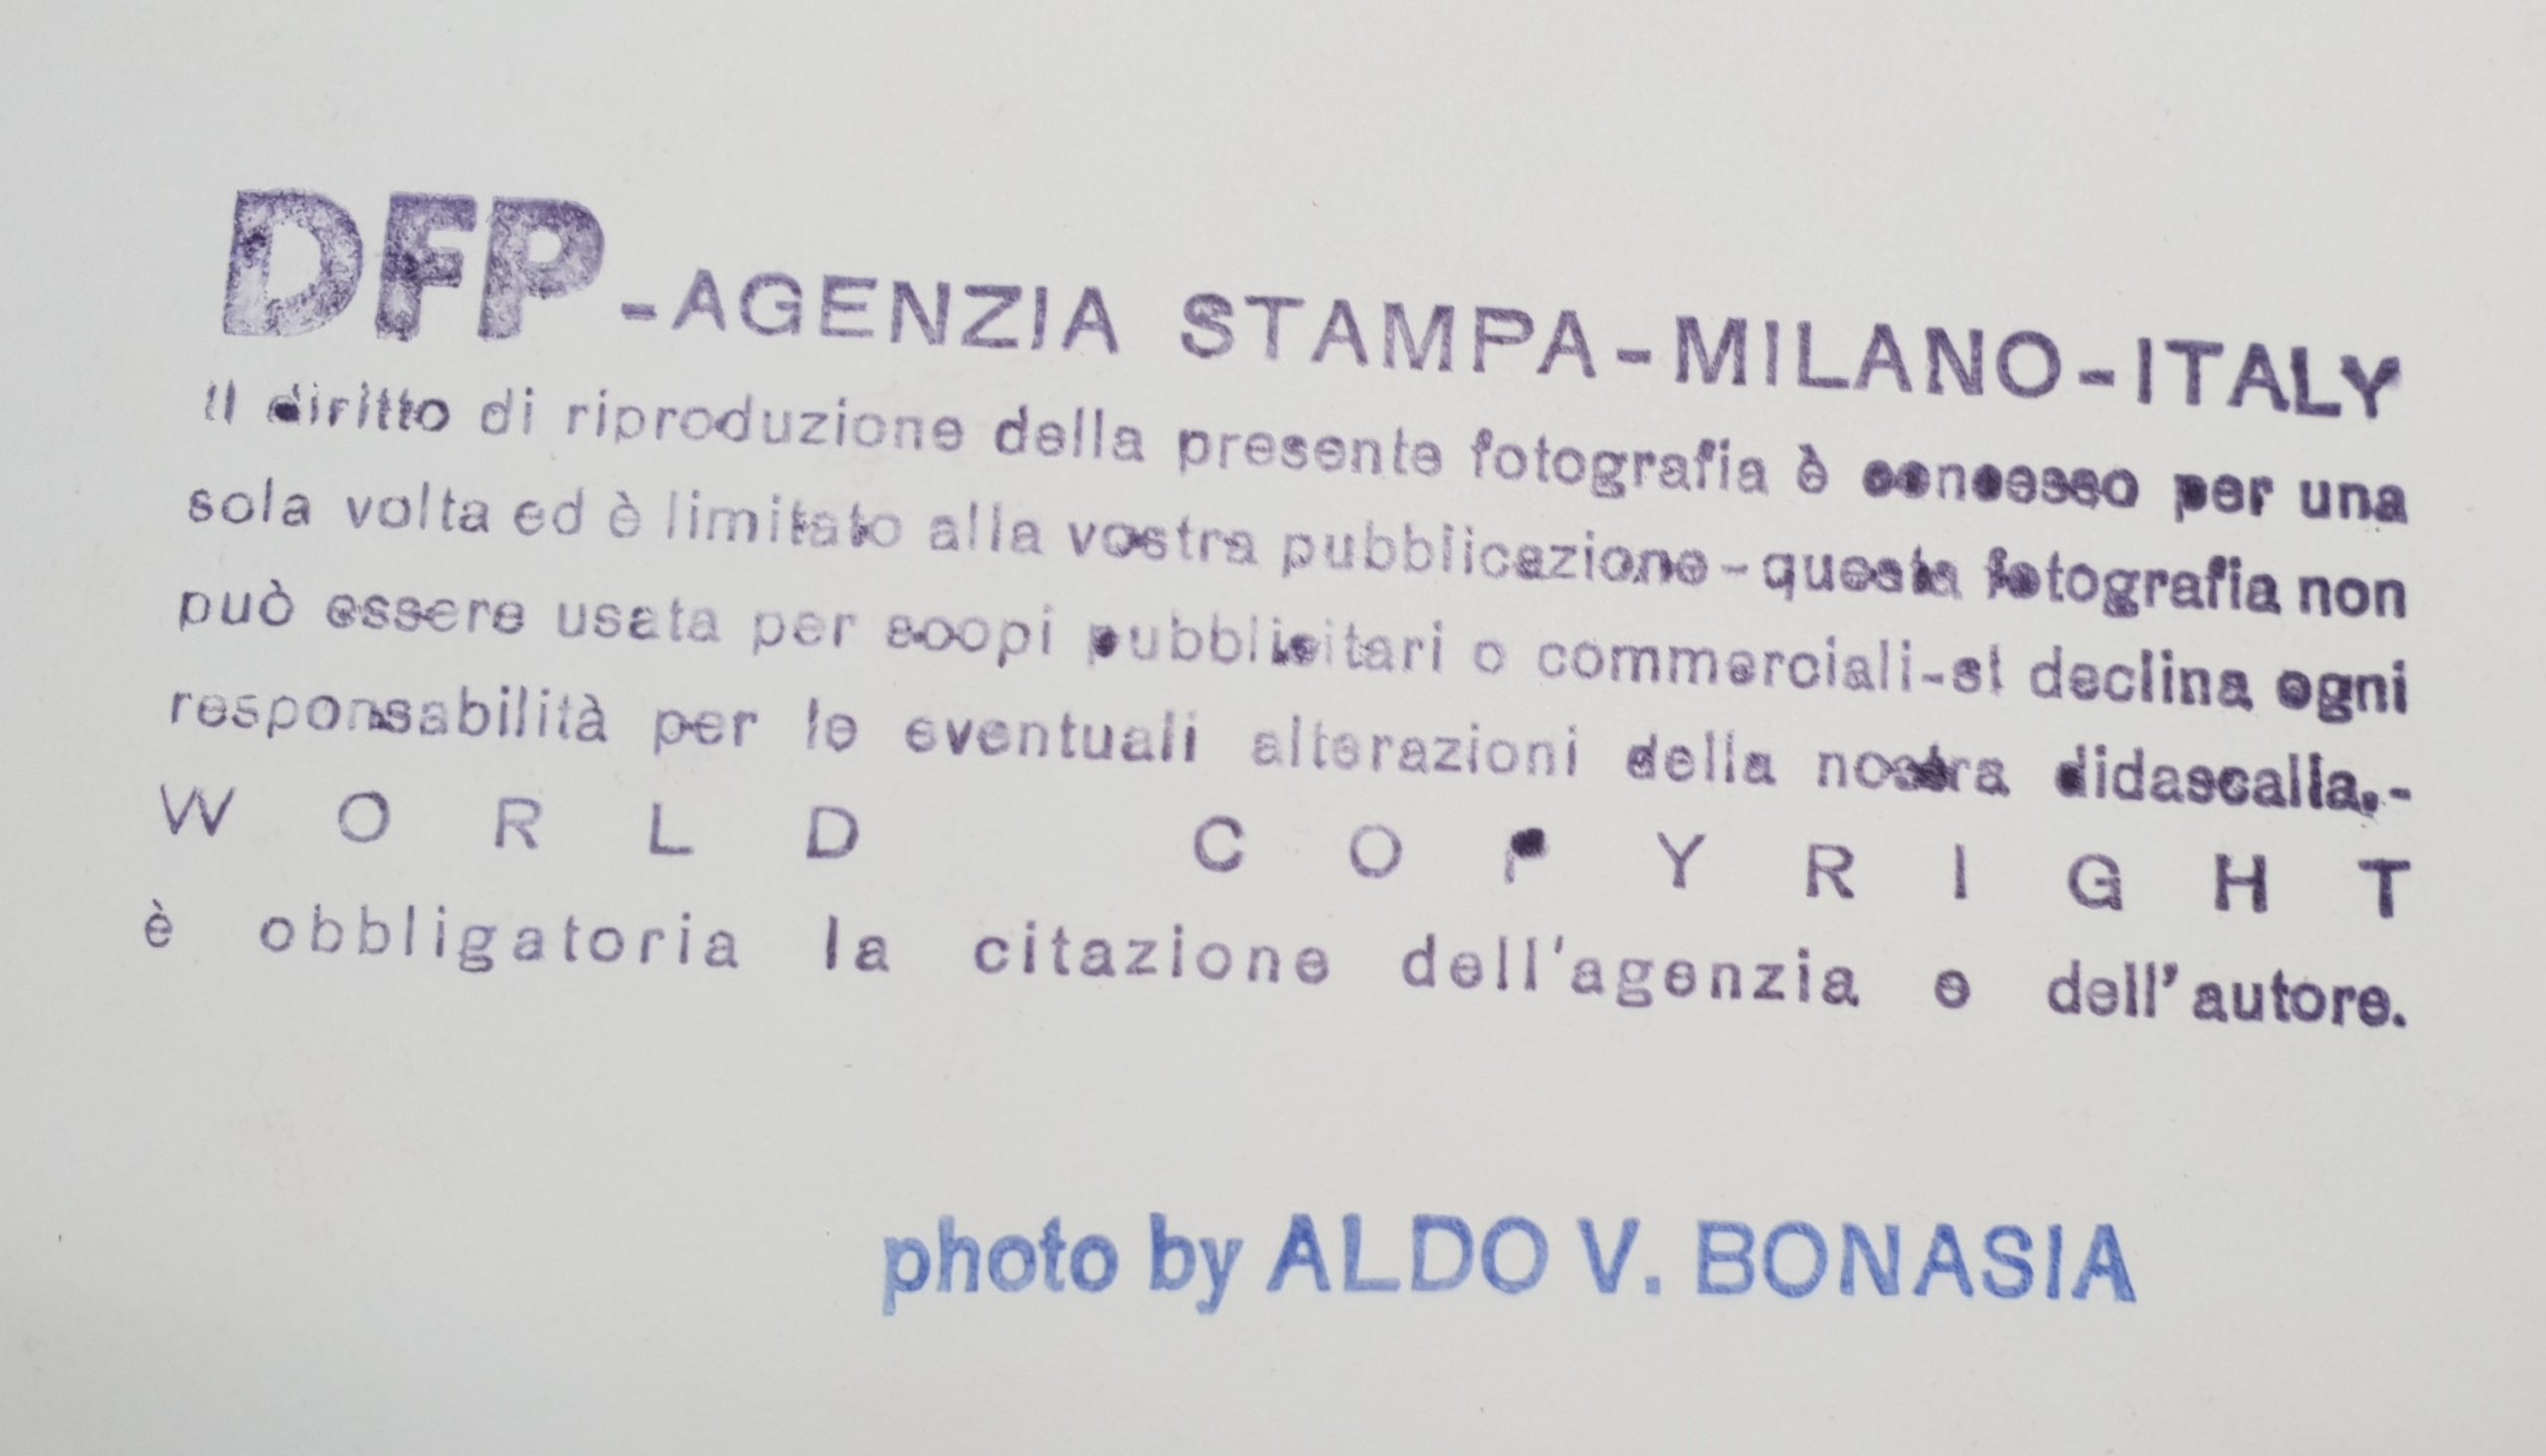 DFP - AGENZIA STAMPA - MILANO - ITALY
Il diritto di riproduzione della presente fotografia è concesso per una
sola volta ed è limitato alla vostra pubblicazione - questa fotografia non
può essere usata per scopi pubblicitari o commerciali - si declina ogni
responsabilità per le eventuali alterazioni della nostra didascalia.-
WORLD COPYRIGHT
è obbligatoria la citazione dell'agenzia e dell'autore.
photo by ALDO V. BONASIA